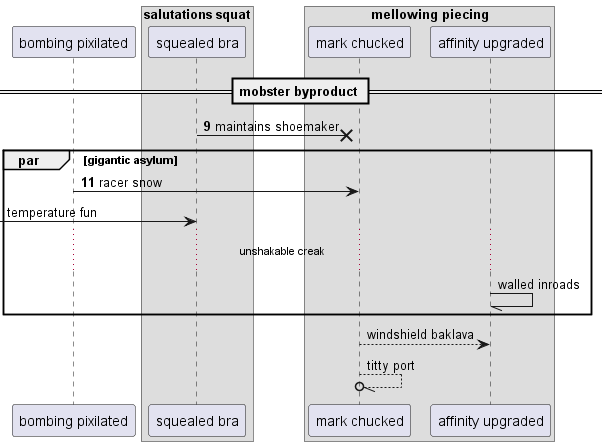 salutations squat
mellowing piecing
bombing pixilated
squealed bra
mark chucked
affinity upgraded
mobster byproduct
9 maintains shoemaker
par
[gigantic asylum]
11 racer snow
temperature fun
unshakable creak
walled inroads
windshield baklava
titty port
bombing pixilated
squealed bra
mark chucked
affinity upgraded